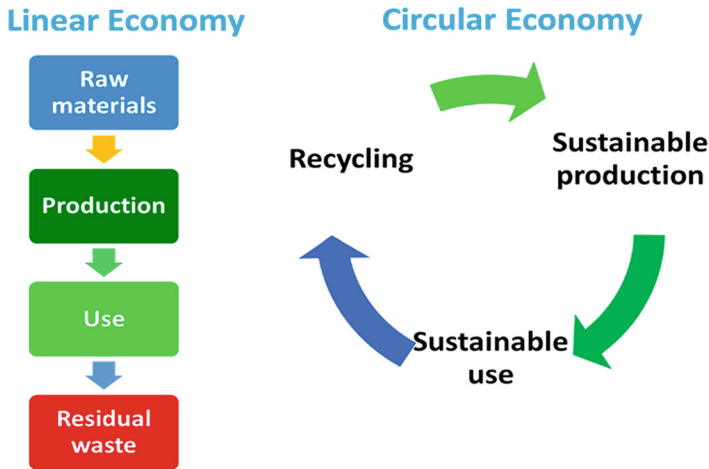 Linear Economy
Raw
materials
Production
Use
Residual
waste
Circular Economy
Recycling
Sustainable
production
Sustainable
use